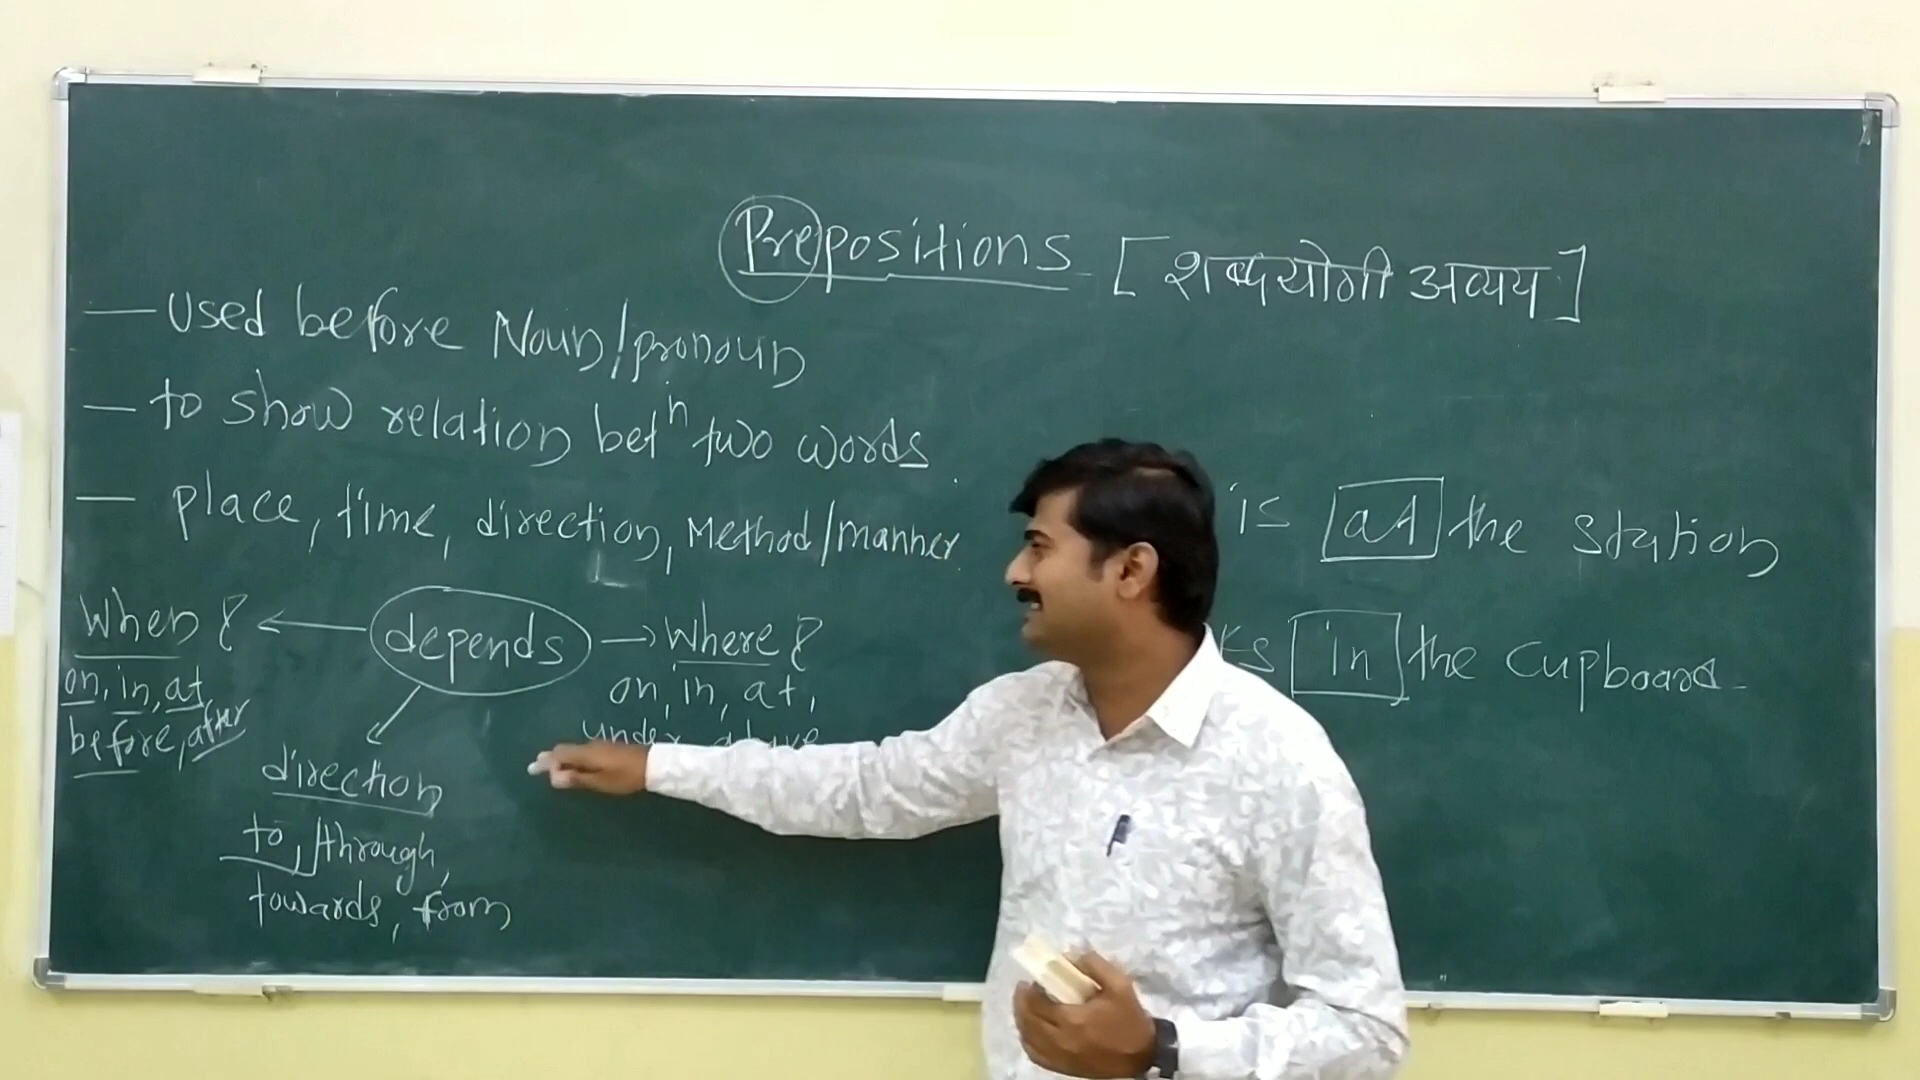 Prepositions [शब्दयोगी अव्यय]
— used before Noun/pronoun
— to show relation betn two words
— place, time, direction, Method/manner.
is at the station
in the cupboard
When? ← depends → Where?
on, in, at
before, after
on, in, at,
under, above
direction
to, through,
towards, from